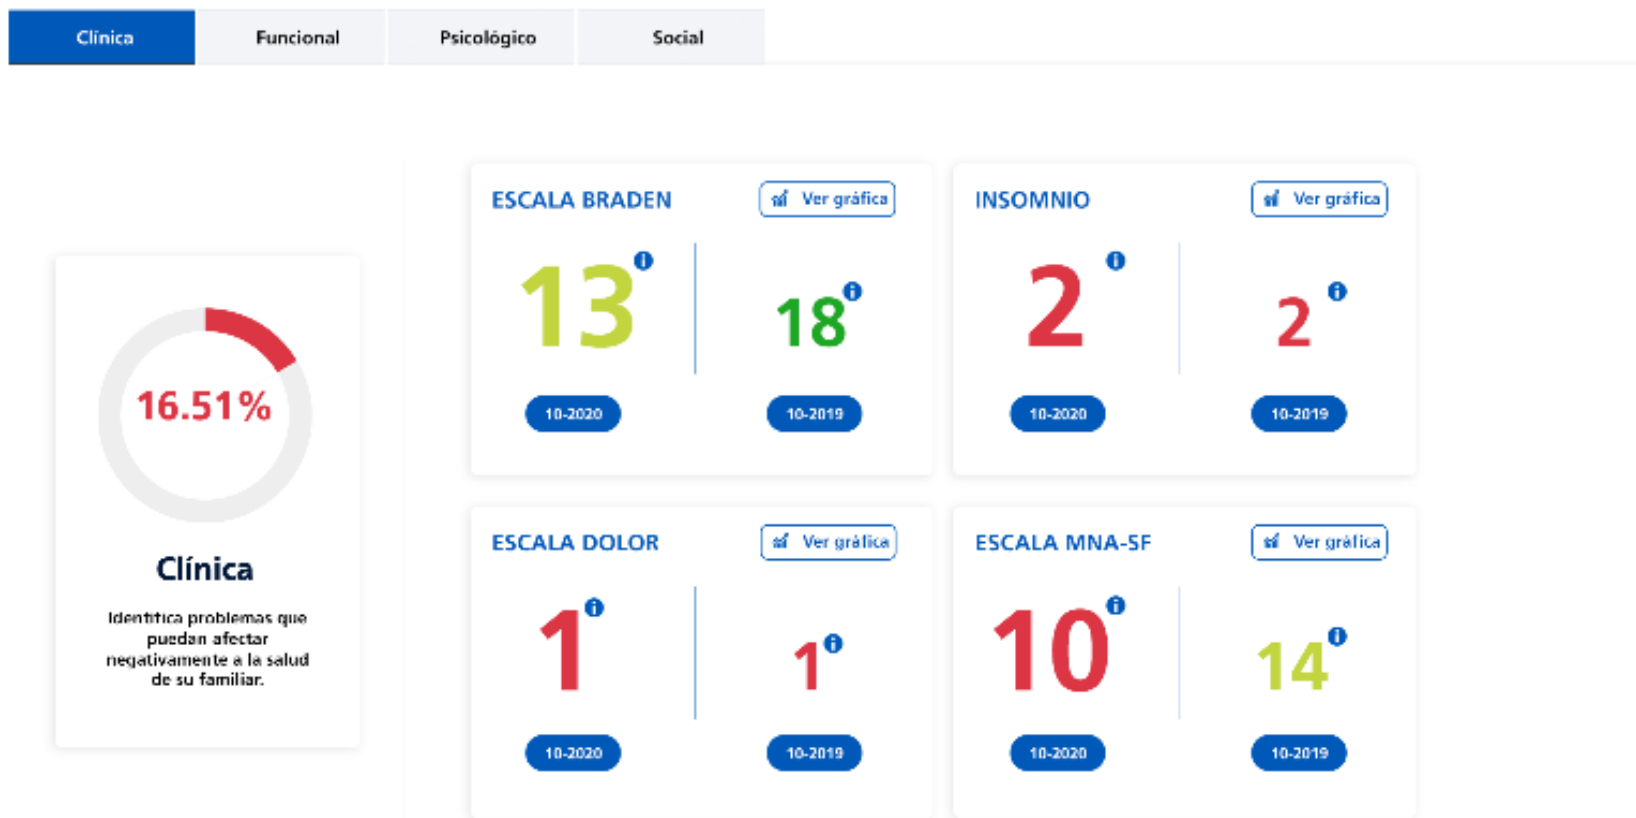 Clínica
Funcional
Psicológico
Social
16.51%
Clínica
Identifica problemas que
puedan afectar
negativamente a la salud
de su familiar.
ESCALA BRADEN
Ver gráfica
13
18
10-2020
10-2019
INSOMNIO
Ver gráfica
2
2
10-2020
10-2019
ESCALA DOLOR
Ver gráfica
1
1
10-2020
10-2019
ESCALA MNA-SF
Ver gráfica
10
14
10-2020
10-2019